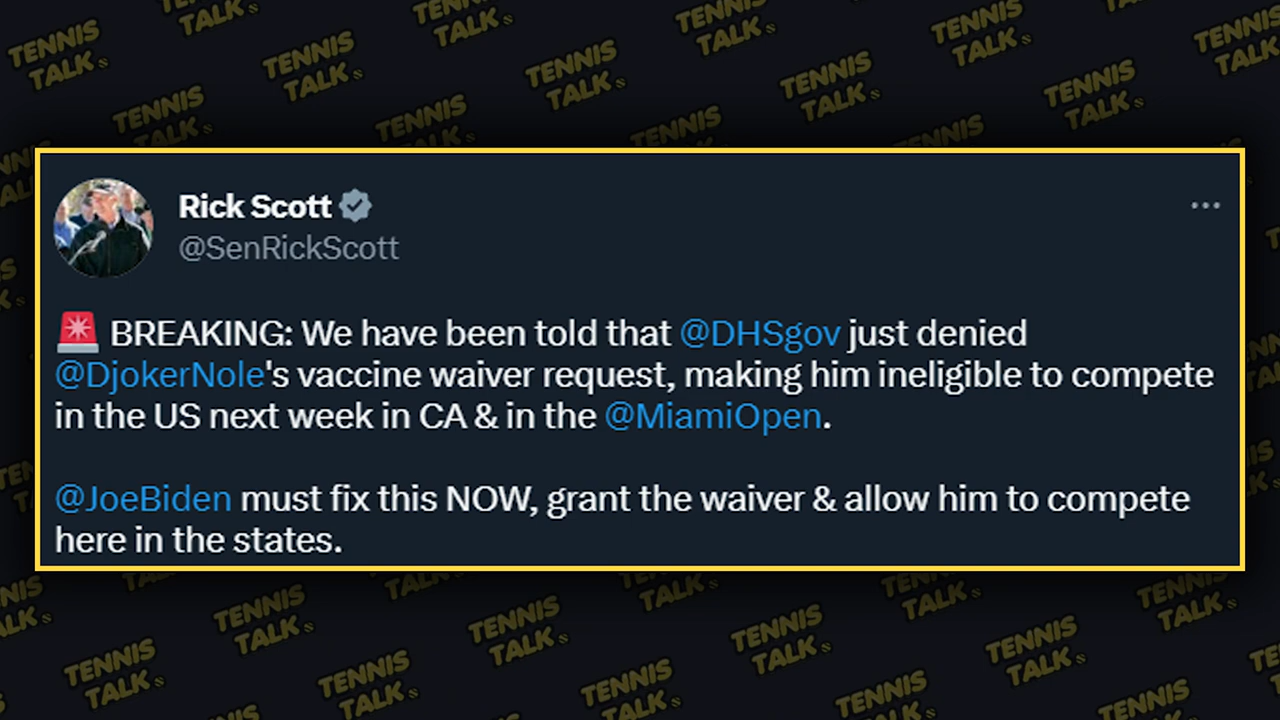 Rick Scott
@SenRickScott
🚨 BREAKING: We have been told that @DHSgov just denied
@DjokerNole's vaccine waiver request, making him ineligible to compete
in the US next week in CA & in the @MiamiOpen.
@JoeBiden must fix this NOW, grant the waiver & allow him to compete
here in the states.
TENNIS
TALK